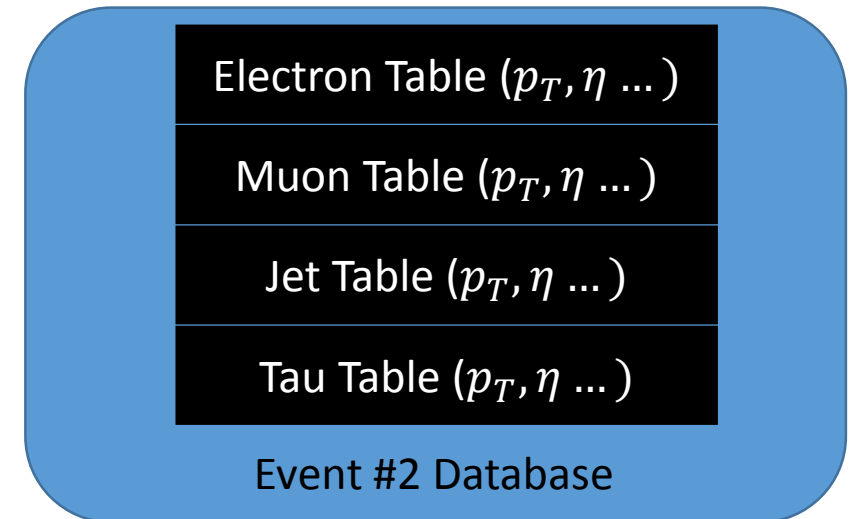 Electron Table (𝑝𝑇, 𝜂 … )
Muon Table (𝑝𝑇, 𝜂 … )
Jet Table (𝑝𝑇, 𝜂 … )
Tau Table (𝑝𝑇, 𝜂 … )
Event #2 Database